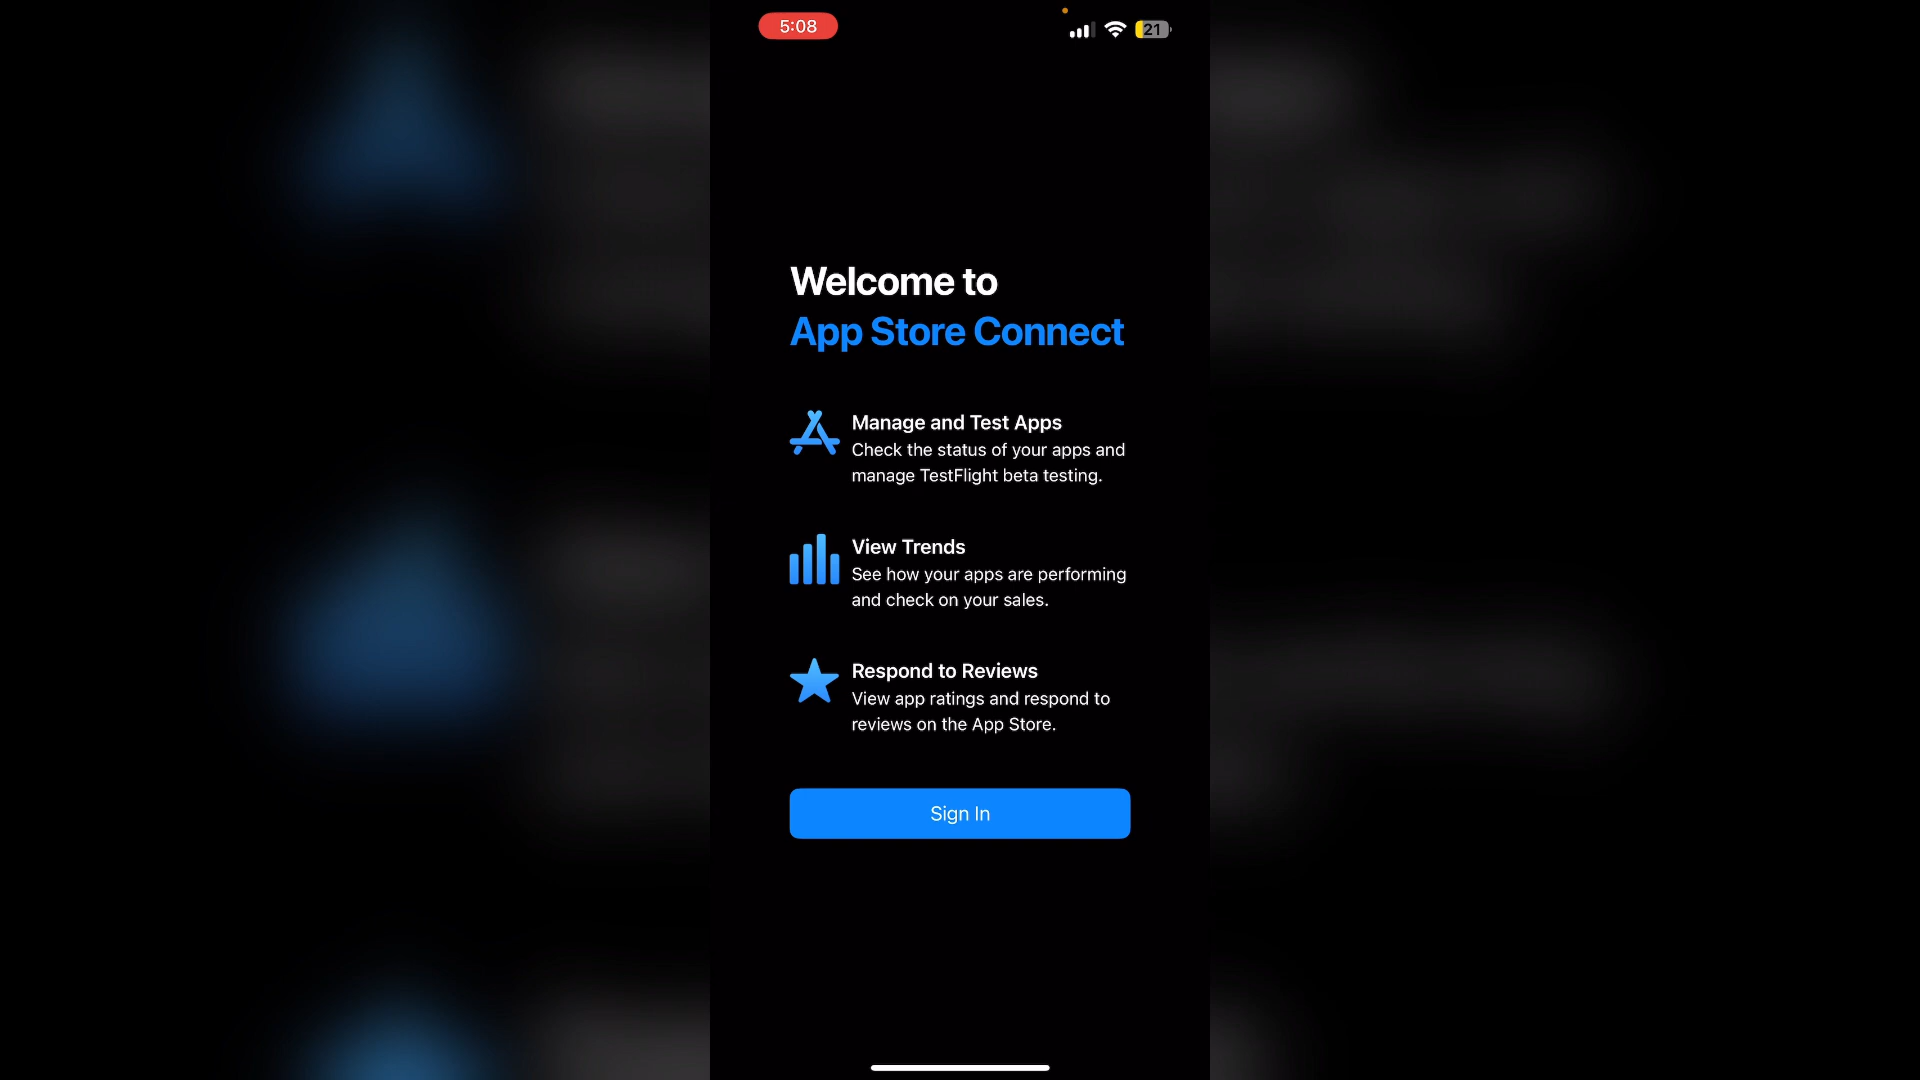 5:08
21
Welcome to
App Store Connect
Manage and Test Apps
Check the status of your apps and
manage TestFlight beta testing.
View Trends
See how your apps are performing
and check on your sales.
Respond to Reviews
View app ratings and respond to
reviews on the App Store.
Sign In